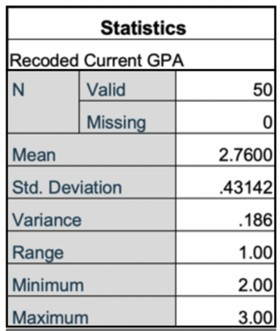 Statistics
Recoded Current GPA
N Valid 50
Missing 0
Mean 2.7600
Std. Deviation .43142
Variance .186
Range 1.00
Minimum 2.00
Maximum 3.00